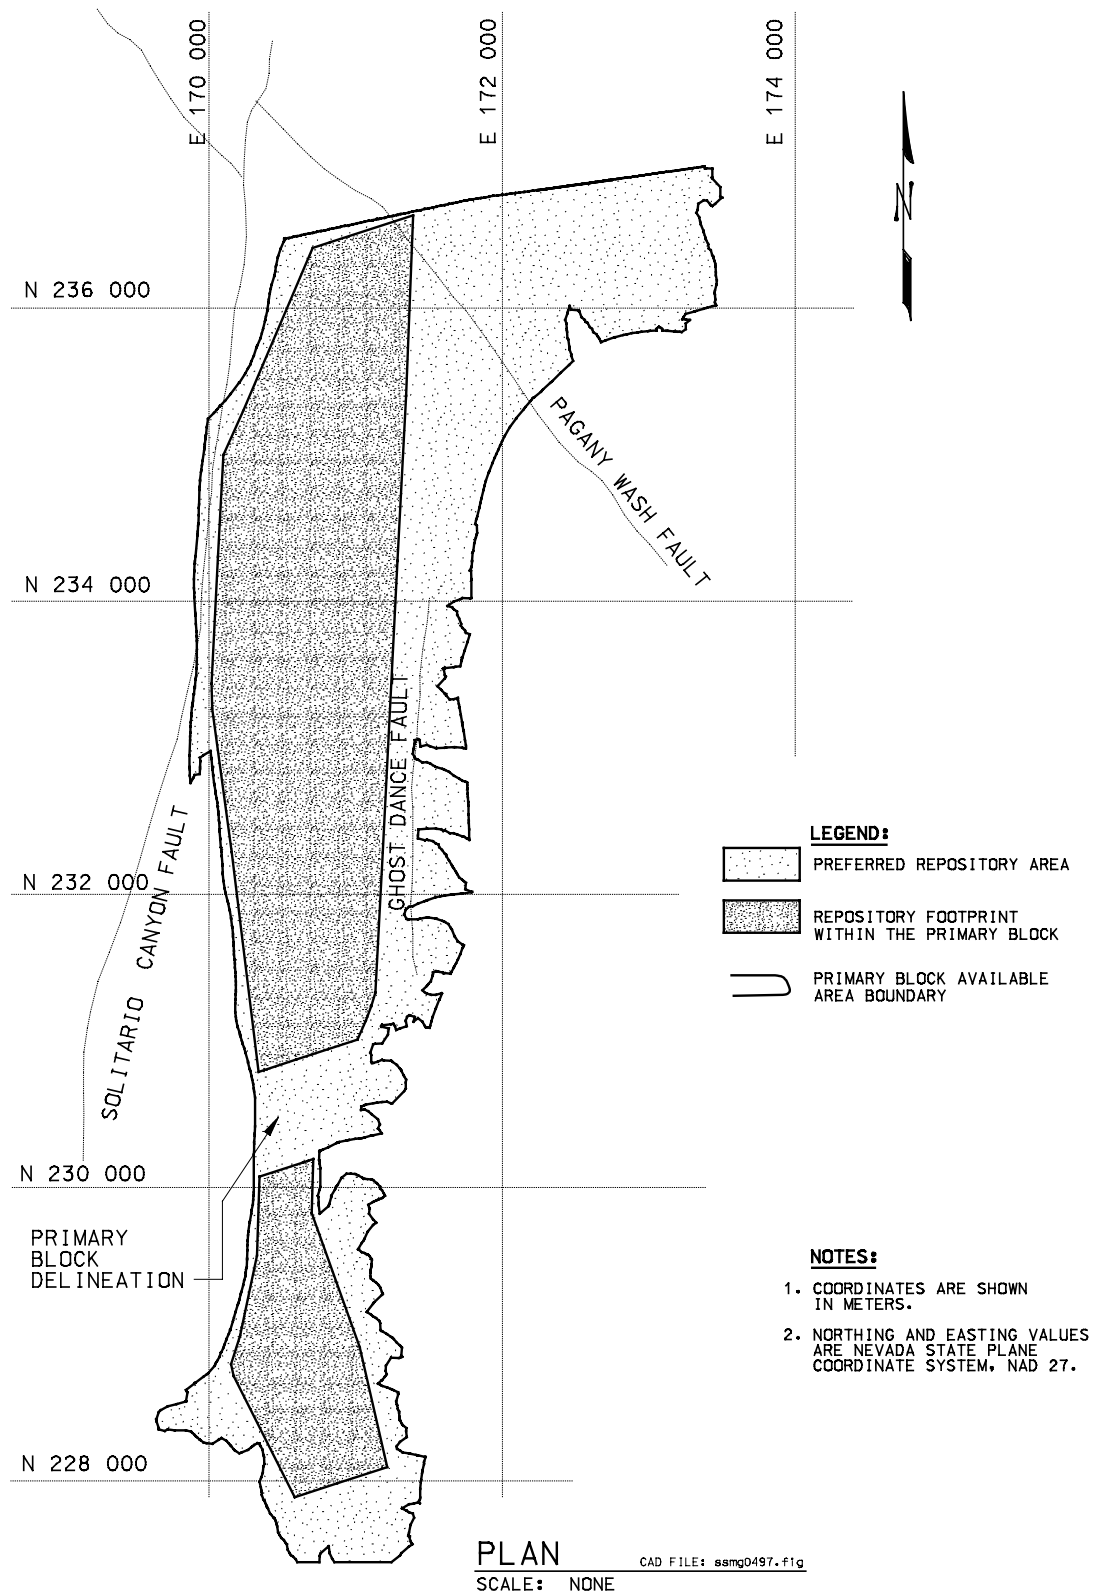 E 170 000
E 172 000
E 174 000
N
N 236 000
PAGANY WASH FAULT
N 234 000
GHOST DANCE FAULT
SOLITARIO CANYON FAULT
LEGEND:
PREFERRED REPOSITORY AREA
N 232 000
REPOSITORY FOOTPRINT
WITHIN THE PRIMARY BLOCK
PRIMARY BLOCK AVAILABLE
AREA BOUNDARY
N 230 000
PRIMARY
BLOCK
DELINEATION
NOTES:
1. COORDINATES ARE SHOWN
IN METERS.
2. NORTHING AND EASTING VALUES
ARE NEVADA STATE PLANE
COORDINATE SYSTEM, NAD 27.
N 228 000
PLAN
CAD FILE: ssmg0497.fig
SCALE: NONE